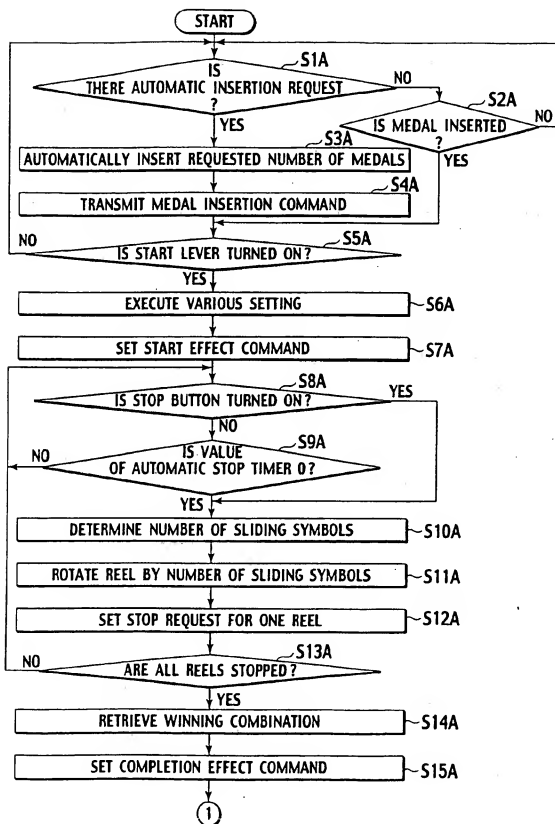 START
IS
THERE AUTOMATIC INSERTION REQUEST
?
S1A
NO
YES
S2A
IS MEDAL INSERTED
?
NO
YES
S3A
AUTOMATICALLY INSERT REQUESTED NUMBER OF MEDALS
S4A
TRANSMIT MEDAL INSERTION COMMAND
S5A
NO
IS START LEVER TURNED ON?
YES
EXECUTE VARIOUS SETTING
S6A
SET START EFFECT COMMAND
S7A
S8A
IS STOP BUTTON TURNED ON?
YES
NO
S9A
IS VALUE
NO
OF AUTOMATIC STOP TIMER 0?
YES
DETERMINE NUMBER OF SLIDING SYMBOLS
S10A
ROTATE REEL BY NUMBER OF SLIDING SYMBOLS
S11A
SET STOP REQUEST FOR ONE REEL
S12A
S13A
NO
ARE ALL REELS STOPPED?
YES
RETRIEVE WINNING COMBINATION
S14A
SET COMPLETION EFFECT COMMAND
S15A
1